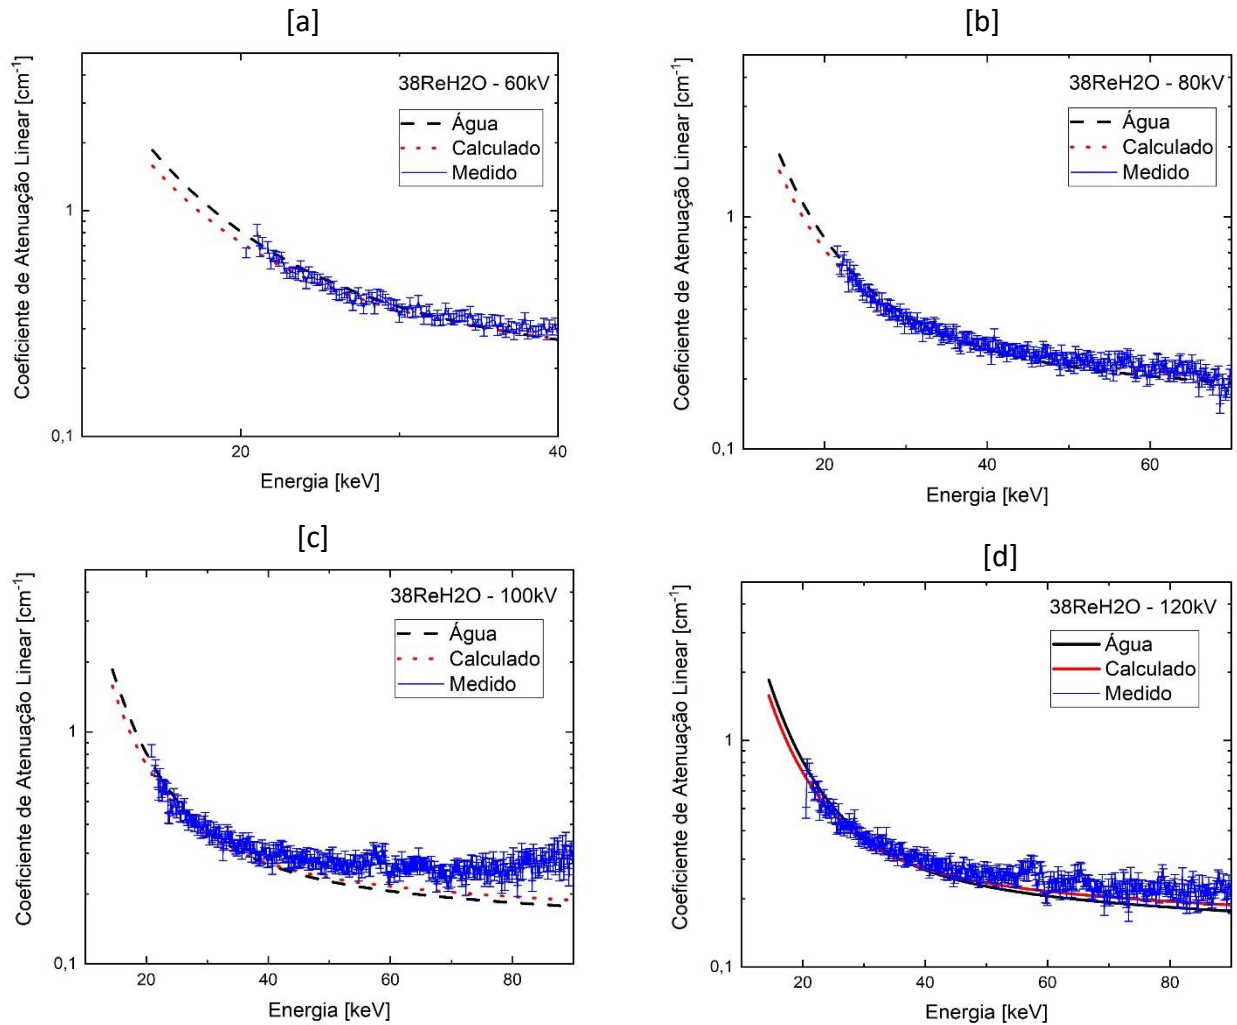 [a]
Coeficiente de Atenuação Linear [cm-1]
38ReH2O - 60kV
Água
Calculado
Medido
1
0,1
20
40
Energia [keV]
[b]
Coeficiente de Atenuação Linear [cm-1]
38ReH2O - 80kV
Água
Calculado
Medido
1
0,1
20
40
60
Energia [keV]
[c]
Coeficiente de Atenuação Linear [cm-1]
38ReH2O - 100kV
Água
Calculado
Medido
1
0,1
20
40
60
80
Energia [keV]
[d]
Coeficiente de Atenuação Linear [cm-1]
38ReH2O - 120kV
Água
Calculado
Medido
1
0,1
20
40
60
80
Energia [keV]